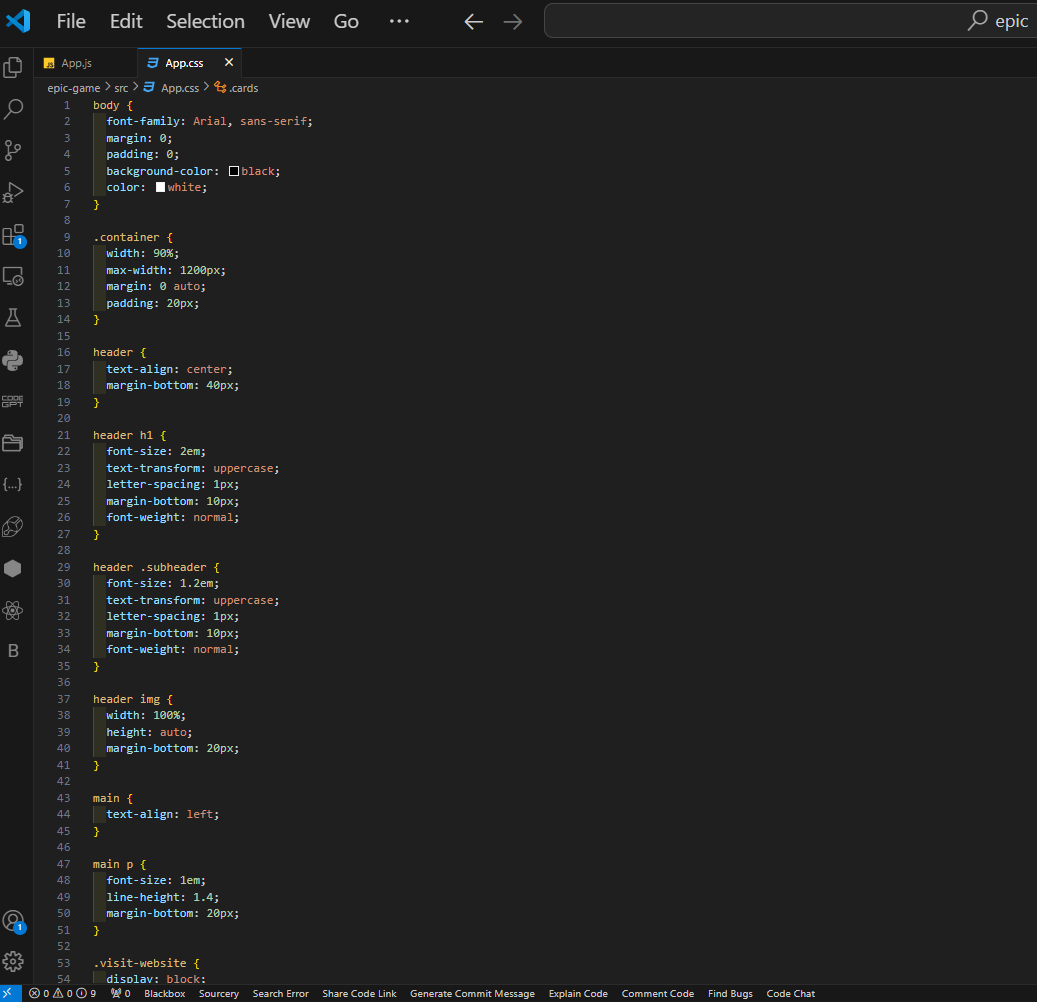 File Edit Selection View Go ... epic
App.js App.css
epic-game > src > App.css > .cards
1 body {
2 font-family: Arial, sans-serif;
3 margin: 0;
4 padding: 0;
5 background-color: black;
6 color: white;
7 }
8
9 .container {
10 width: 90%;
11 max-width: 1200px;
12 margin: 0 auto;
13 padding: 20px;
14 }
15
16 header {
17 text-align: center;
18 margin-bottom: 40px;
19 }
20
21 header h1 {
22 font-size: 2em;
23 text-transform: uppercase;
24 letter-spacing: 1px;
25 margin-bottom: 10px;
26 font-weight: normal;
27 }
28
29 header .subheader {
30 font-size: 1.2em;
31 text-transform: uppercase;
32 letter-spacing: 1px;
33 margin-bottom: 10px;
34 font-weight: normal;
35 }
36
37 header img {
38 width: 100%;
39 height: auto;
40 margin-bottom: 20px;
41 }
42
43 main {
44 text-align: left;
45 }
46
47 main p {
48 font-size: 1em;
49 line-height: 1.4;
50 margin-bottom: 20px;
51 }
52
53 .visit-website {
54 display: block;
1
CODE
GPT
{...}
B
1
0 0 9 0 Blackbox Sourcery Search Error Share Code Link Generate Commit Message Explain Code Comment Code Find Bugs Code Chat